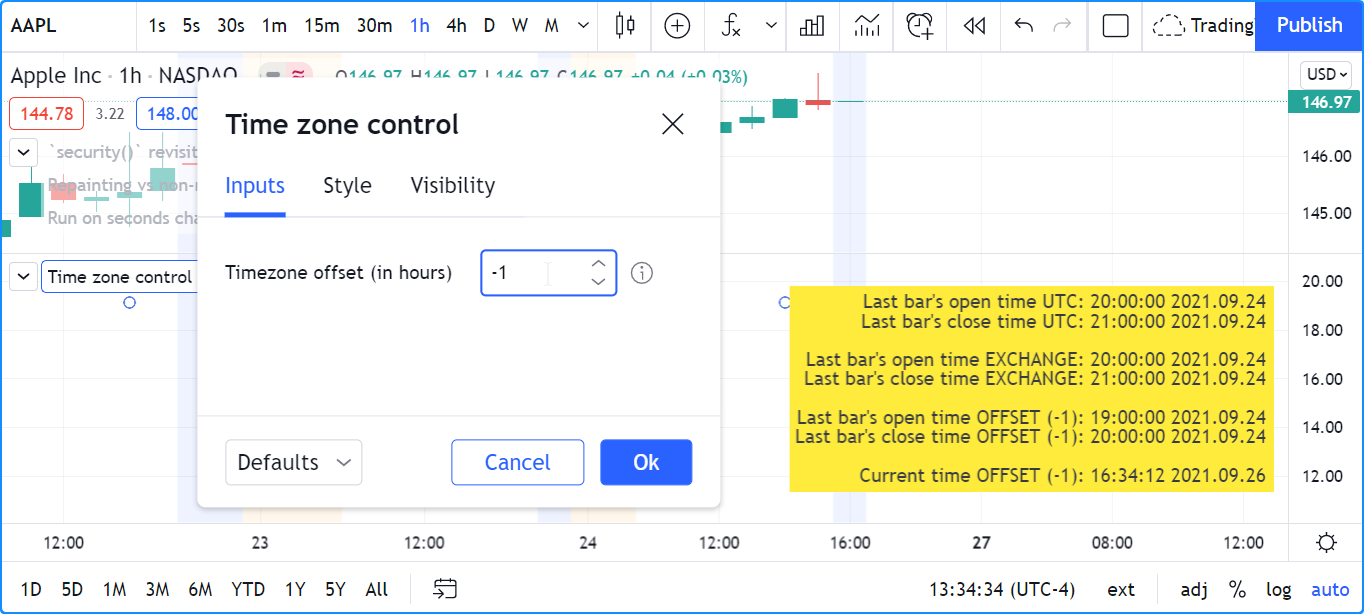 AAPL 1s 5s 30s 1m 15m 30m 1h 4h D W M Trading Publish
Apple Inc · 1h · NASDAQ O146.97 H146.97 L146.97 C146.97 +0.04 (+0.03%) USD
144.78 3.22 148.00
146.97
`security()` revisit
146.00
Repainting vs non-r
Run on seconds cha
145.00
Time zone control
Inputs Style Visibility
Timezone offset (in hours) -1
Defaults Cancel Ok
Time zone control
Last bar's open time UTC: 20:00:00 2021.09.24
Last bar's close time UTC: 21:00:00 2021.09.24
Last bar's open time EXCHANGE: 20:00:00 2021.09.24
Last bar's close time EXCHANGE: 21:00:00 2021.09.24
Last bar's open time OFFSET (-1): 19:00:00 2021.09.24
Last bar's close time OFFSET (-1): 20:00:00 2021.09.24
Current time OFFSET (-1): 16:34:12 2021.09.26
20.00
18.00
16.00
14.00
12.00
12:00 23 12:00 24 12:00 16:00 27 08:00 12:00
1D 5D 1M 3M 6M YTD 1Y 5Y All 13:34:34 (UTC-4) ext adj % log auto